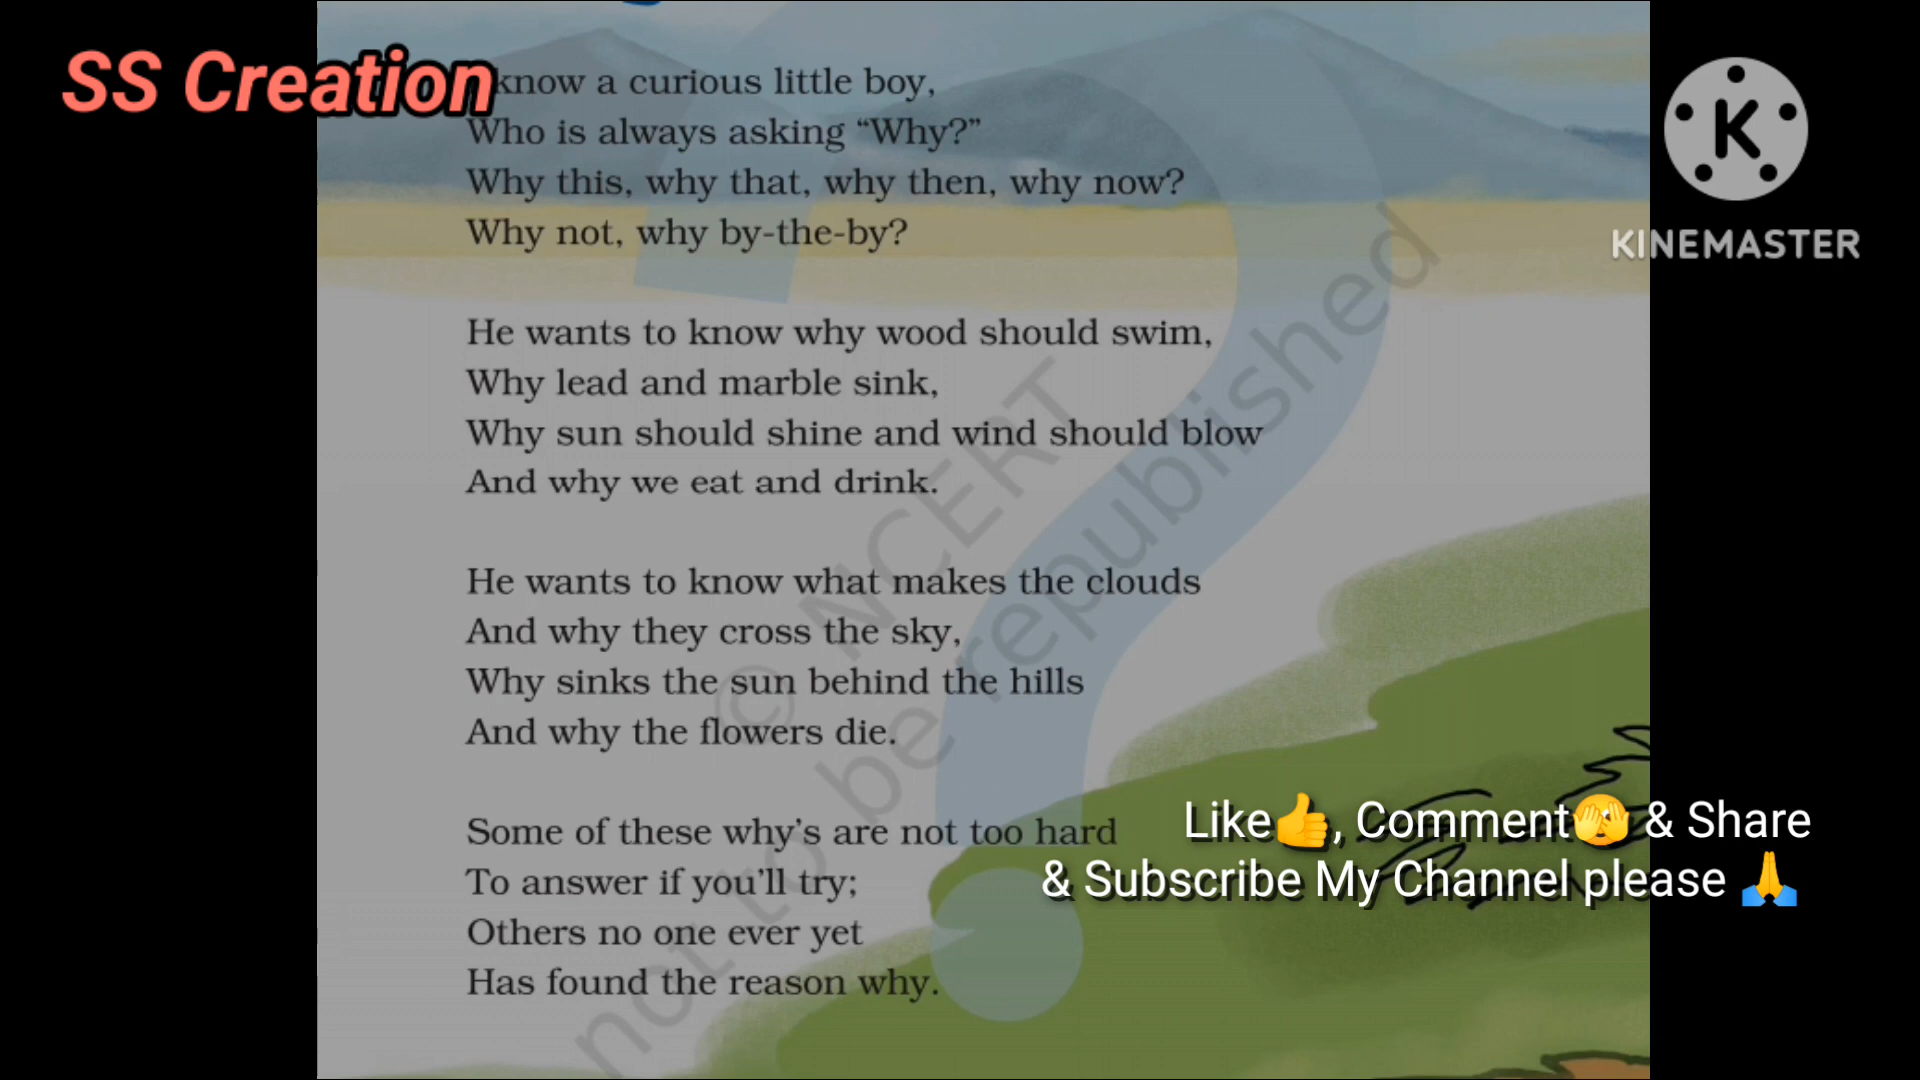 SS Creation
know a curious little boy,
Who is always asking “Why?”
Why this, why that, why then, why now?
Why not, why by-the-by?
He wants to know why wood should swim,
Why lead and marble sink,
Why sun should shine and wind should blow
And why we eat and drink.
He wants to know what makes the clouds
And why they cross the sky,
Why sinks the sun behind the hills
And why the flowers die.
Some of these why’s are not too hard
To answer if you’ll try;
Others no one ever yet
Has found the reason why.
K
KINEMASTER
Like👍, Comment🫣 & Share
& Subscribe My Channel please 🙏
© NCERT
not to be republished